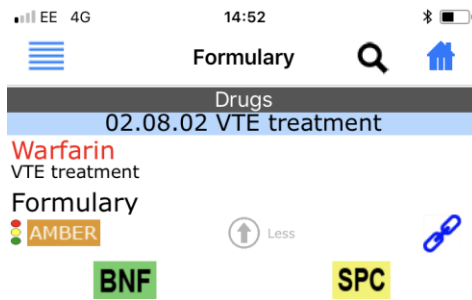 EE 4G 14:52
Formulary
Drugs
02.08.02 VTE treatment
Warfarin
VTE treatment
Formulary
AMBER Less
BNF SPC